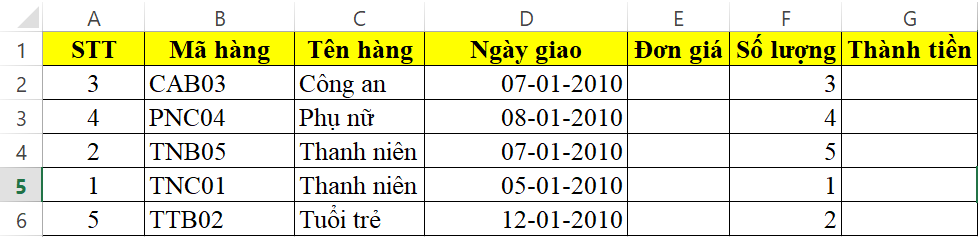 A B C D E F G
1 STT Mã hàng Tên hàng Ngày giao Đơn giá Số lượng Thành tiền
2 3 CAB03 Công an 07-01-2010 3
3 4 PNC04 Phụ nữ 08-01-2010 4
4 2 TNB05 Thanh niên 07-01-2010 5
5 1 TNC01 Thanh niên 05-01-2010 1
6 5 TTB02 Tuổi trẻ 12-01-2010 2